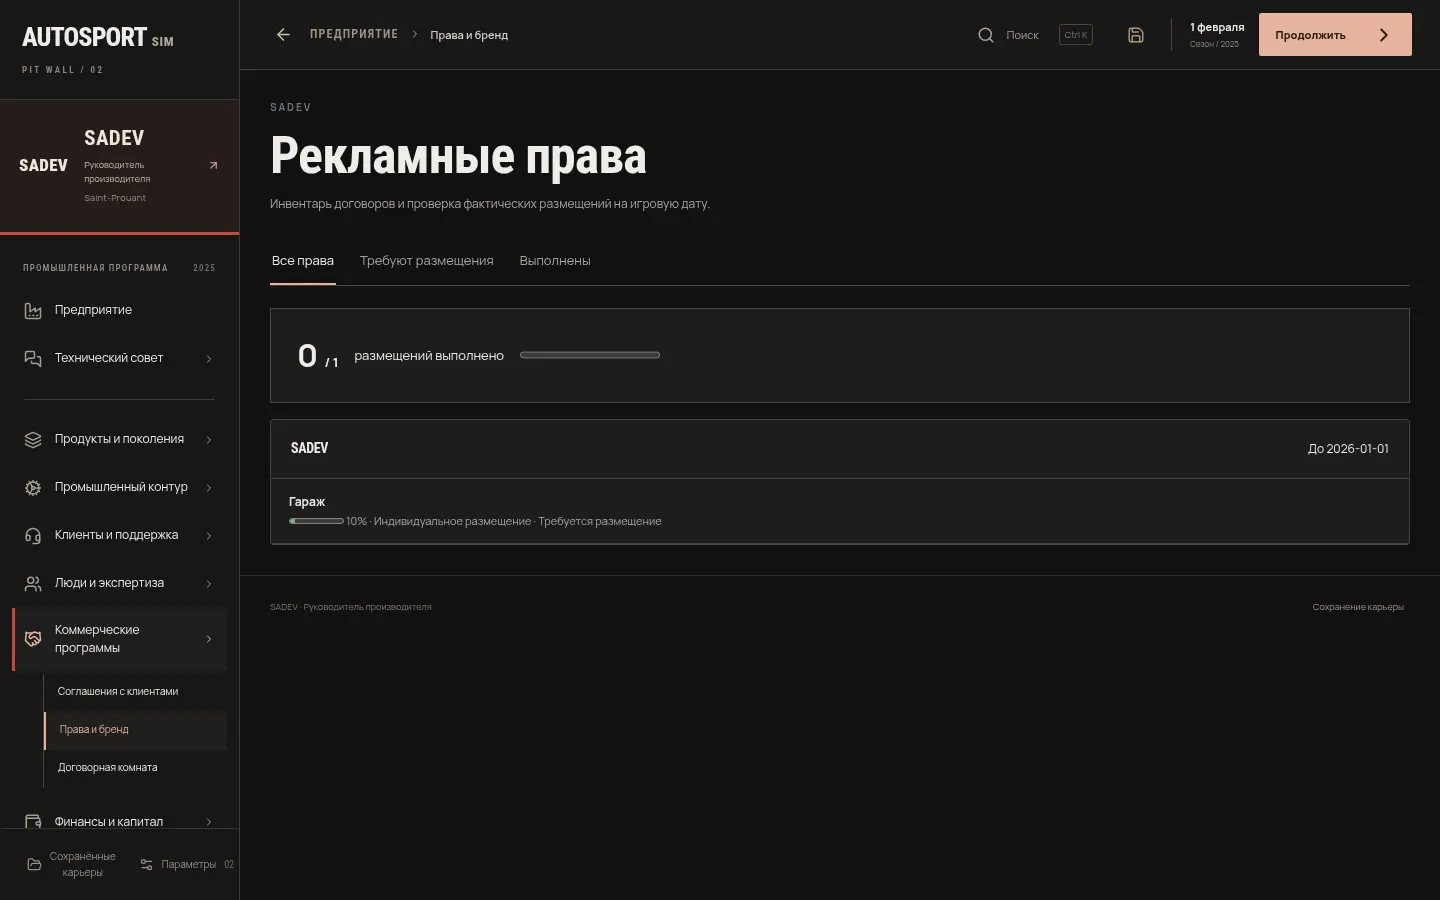 AUTOSPORT SIM
PIT WALL / 02
SADEV
SADEV
Руководитель
производителя
Saint-Prouant
ПРОМЫШЛЕННАЯ ПРОГРАММА 2025
Предприятие
Технический совет
Продукты и поколения
Промышленный контур
Клиенты и поддержка
Люди и экспертиза
Коммерческие
программы
Соглашения с клиентами
Права и бренд
Договорная комната
Финансы и капитал
Сохранённые
карьеры
Параметры 02
ПРЕДПРИЯТИЕ Права и бренд
Поиск Ctrl K
1 февраля
Сезон / 2025
Продолжить
SADEV
Рекламные права
Инвентарь договоров и проверка фактических размещений на игровую дату.
Все права Требуют размещения Выполнены
0 / 1 размещений выполнено
SADEV До 2026-01-01
Гараж
10% · Индивидуальное размещение · Требуется размещение
SADEV · Руководитель производителя Сохранение карьеры